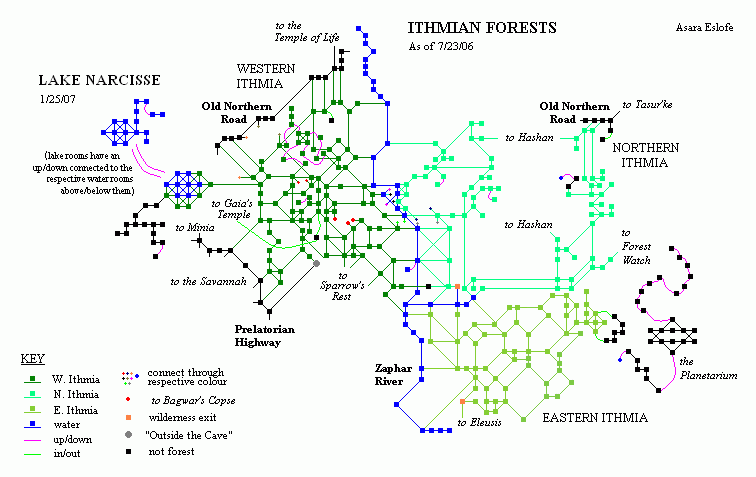 to the
Temple of Life
ITHMIAN FORESTS
As of 7/23/06
Asara Eslofe
LAKE NARCISSE
1/25/07
WESTERN
ITHMIA
Old Northern
Road
Old Northern
Road
to Tasur'ke
to Hashan
NORTHERN
ITHMIA
(lake rooms have an
up/down connected to the
respective water rooms
above/below them)
to Gaia's
Temple
to Minia
to Hashan
to
Forest
Watch
to the Savannah
to
Sparrow's
Rest
Prelatorian
Highway
Zaphar
River
the
Planetarium
EASTERN ITHMIA
to Eleusis
KEY
W. Ithmia
N. Ithmia
E. Ithmia
water
up/down
in/out
connect through
respective colour
to Bagwar's Copse
wilderness exit
"Outside the Cave"
not forest